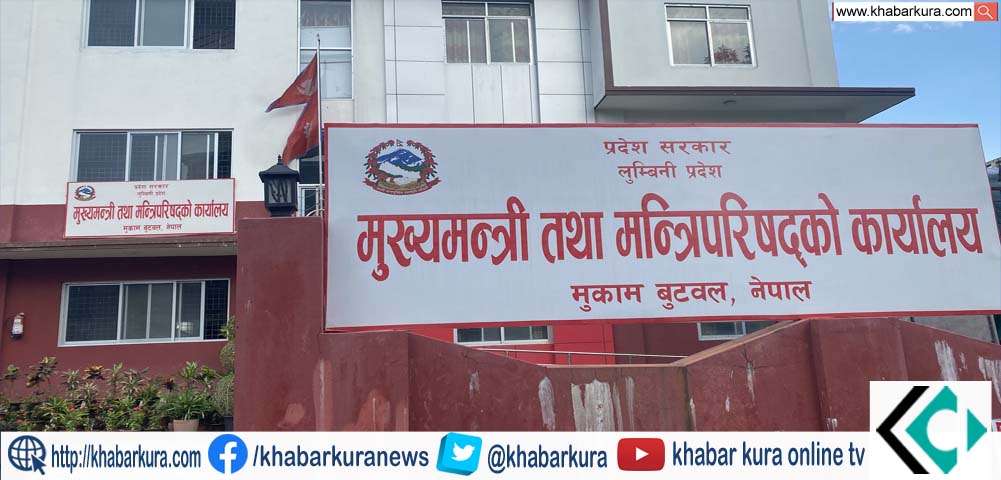 www.khabarkura.com
प्रदेश सरकार
लुम्बिनी प्रदेश
मुख्यमन्त्री तथा मन्त्रिपरिषद्को कार्यालय
मुकाम बुटवल, नेपाल
प्रदेश सरकार
लुम्बिनी प्रदेश
मुख्यमन्त्री तथा मन्त्रिपरिषद्को कार्यालय
मुकाम बुटवल, नेपाल
http://khabarkura.com
/khabarkuranews
@khabarkura
khabar kura online tv